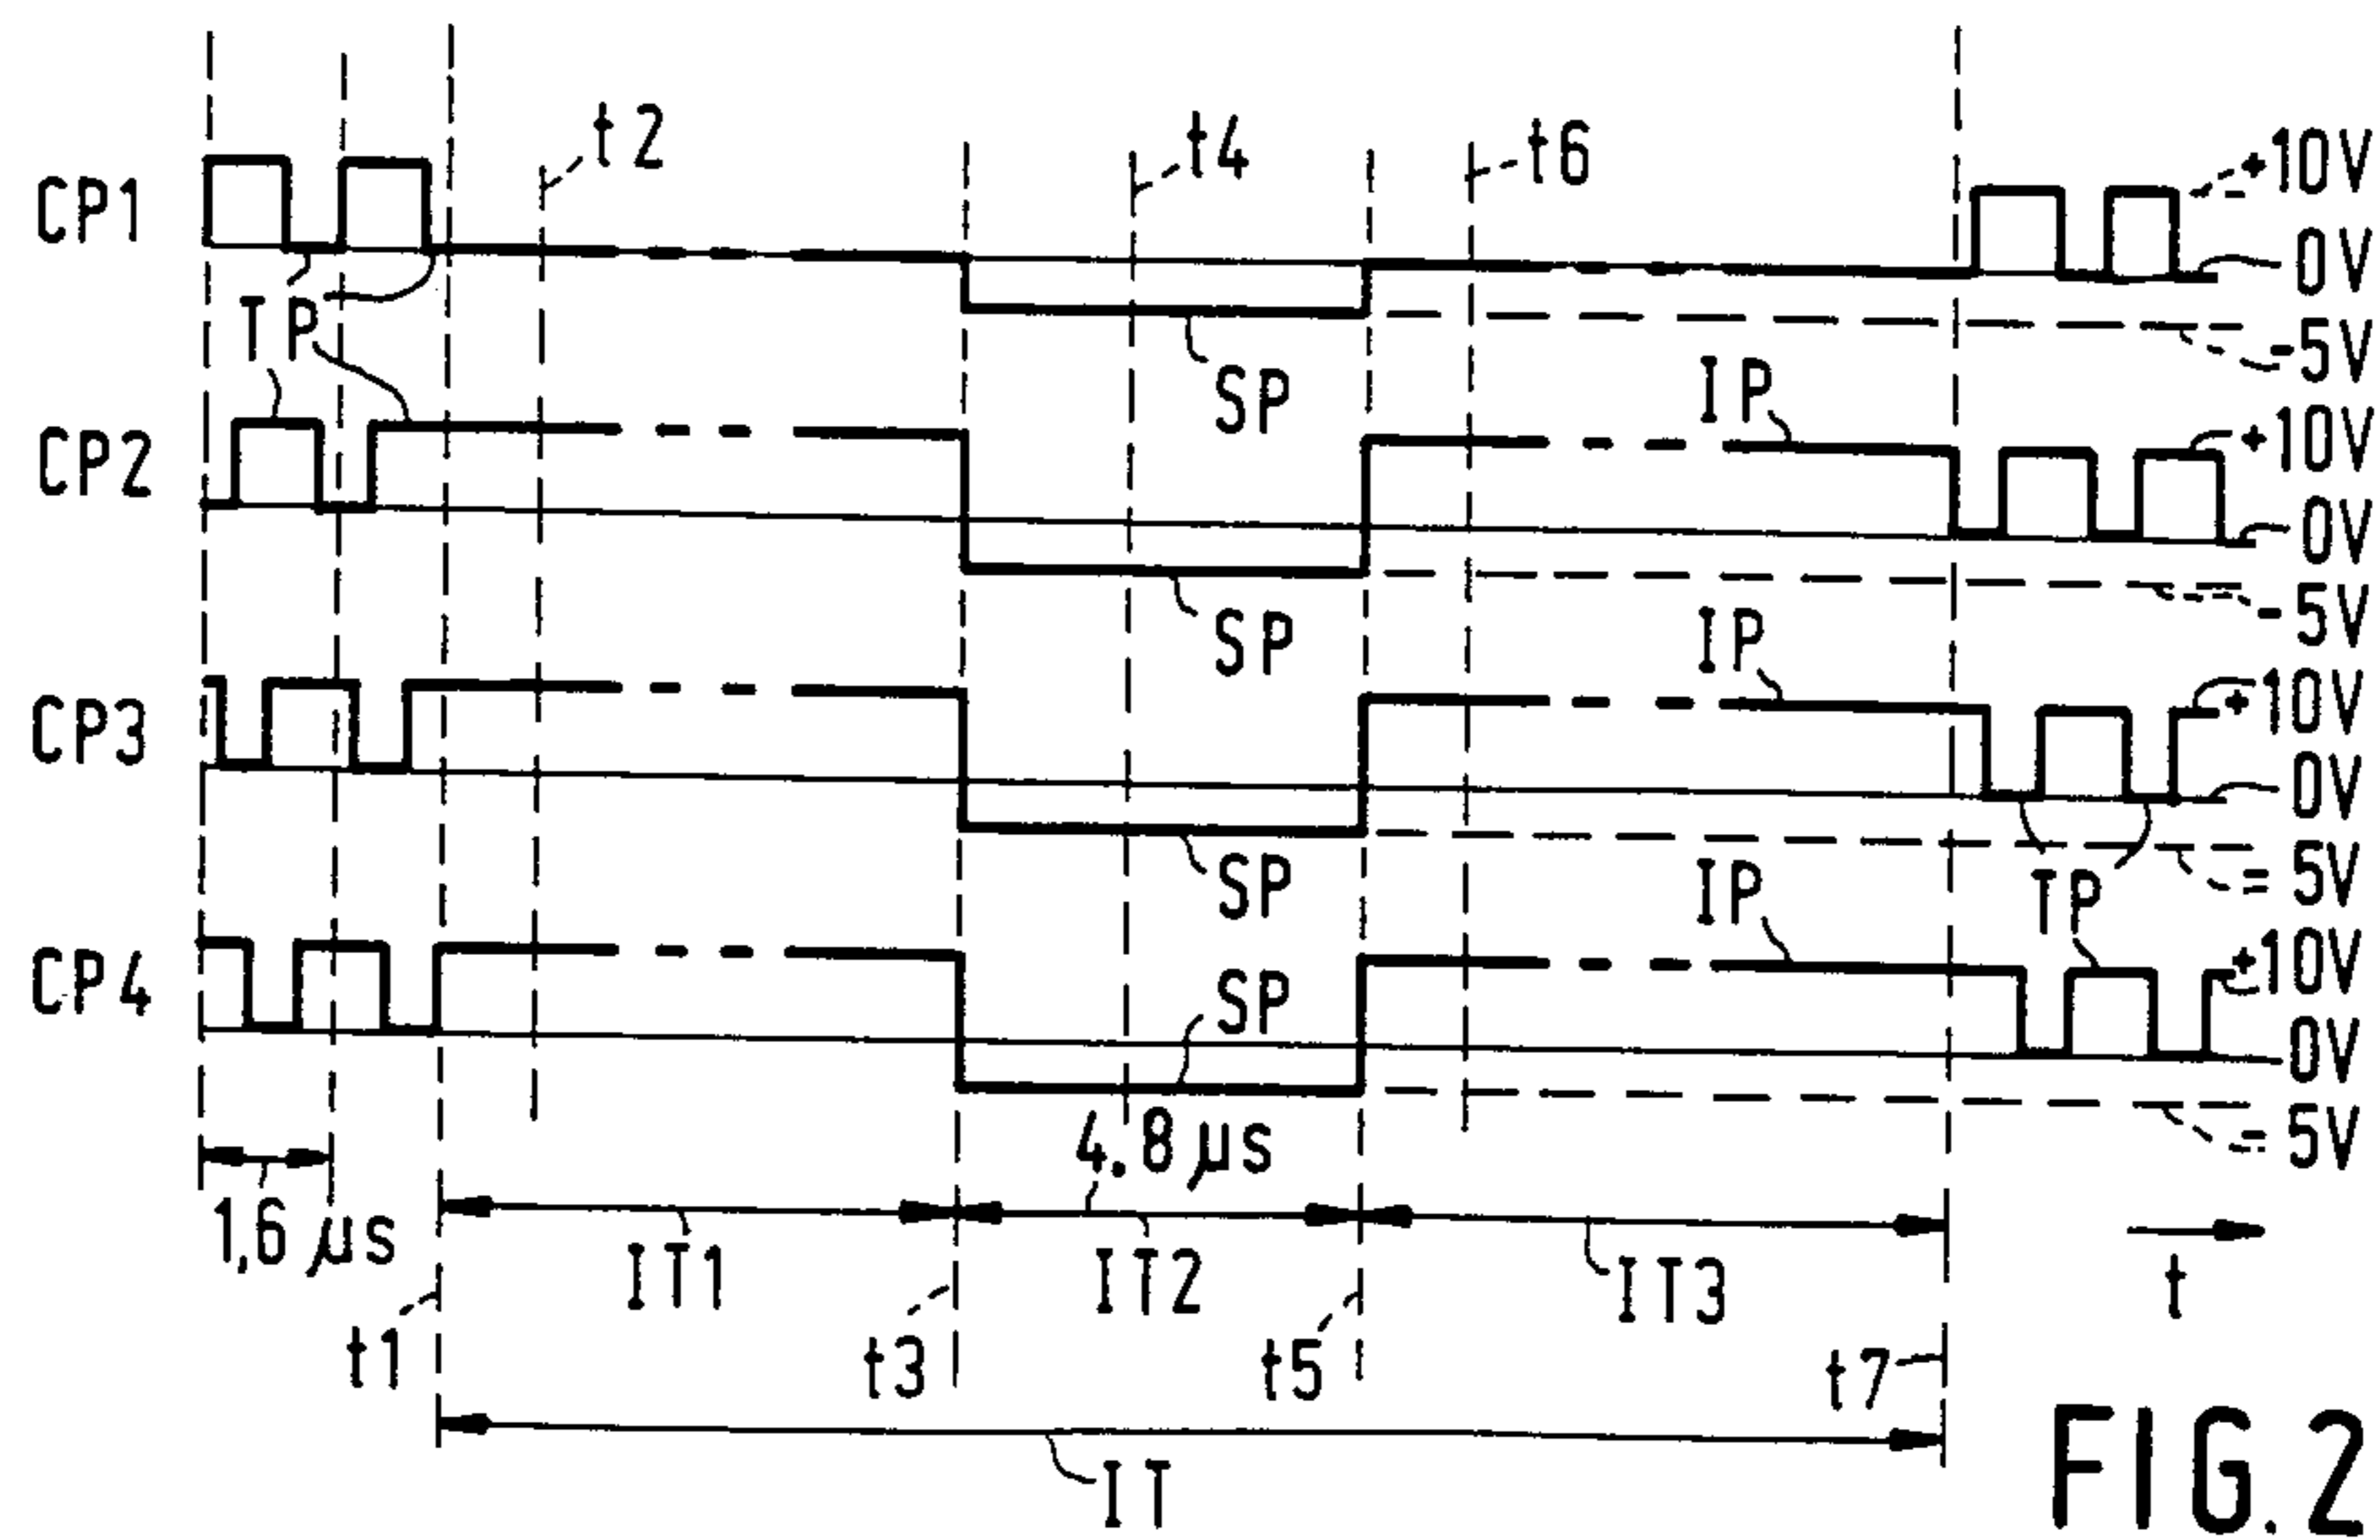 t2
t4
t6
CP1
+10V
0V
TP
-5V
SP
IP
CP2
+10V
0V
SP
-5V
IP
CP3
+10V
0V
SP
-5V
IP
TP
CP4
SP
+10V
0V
4.8 µs
-5V
1,6 µs
IT1
IT2
IT3
t
t1
t3
t5
t7
IT
FIG.2